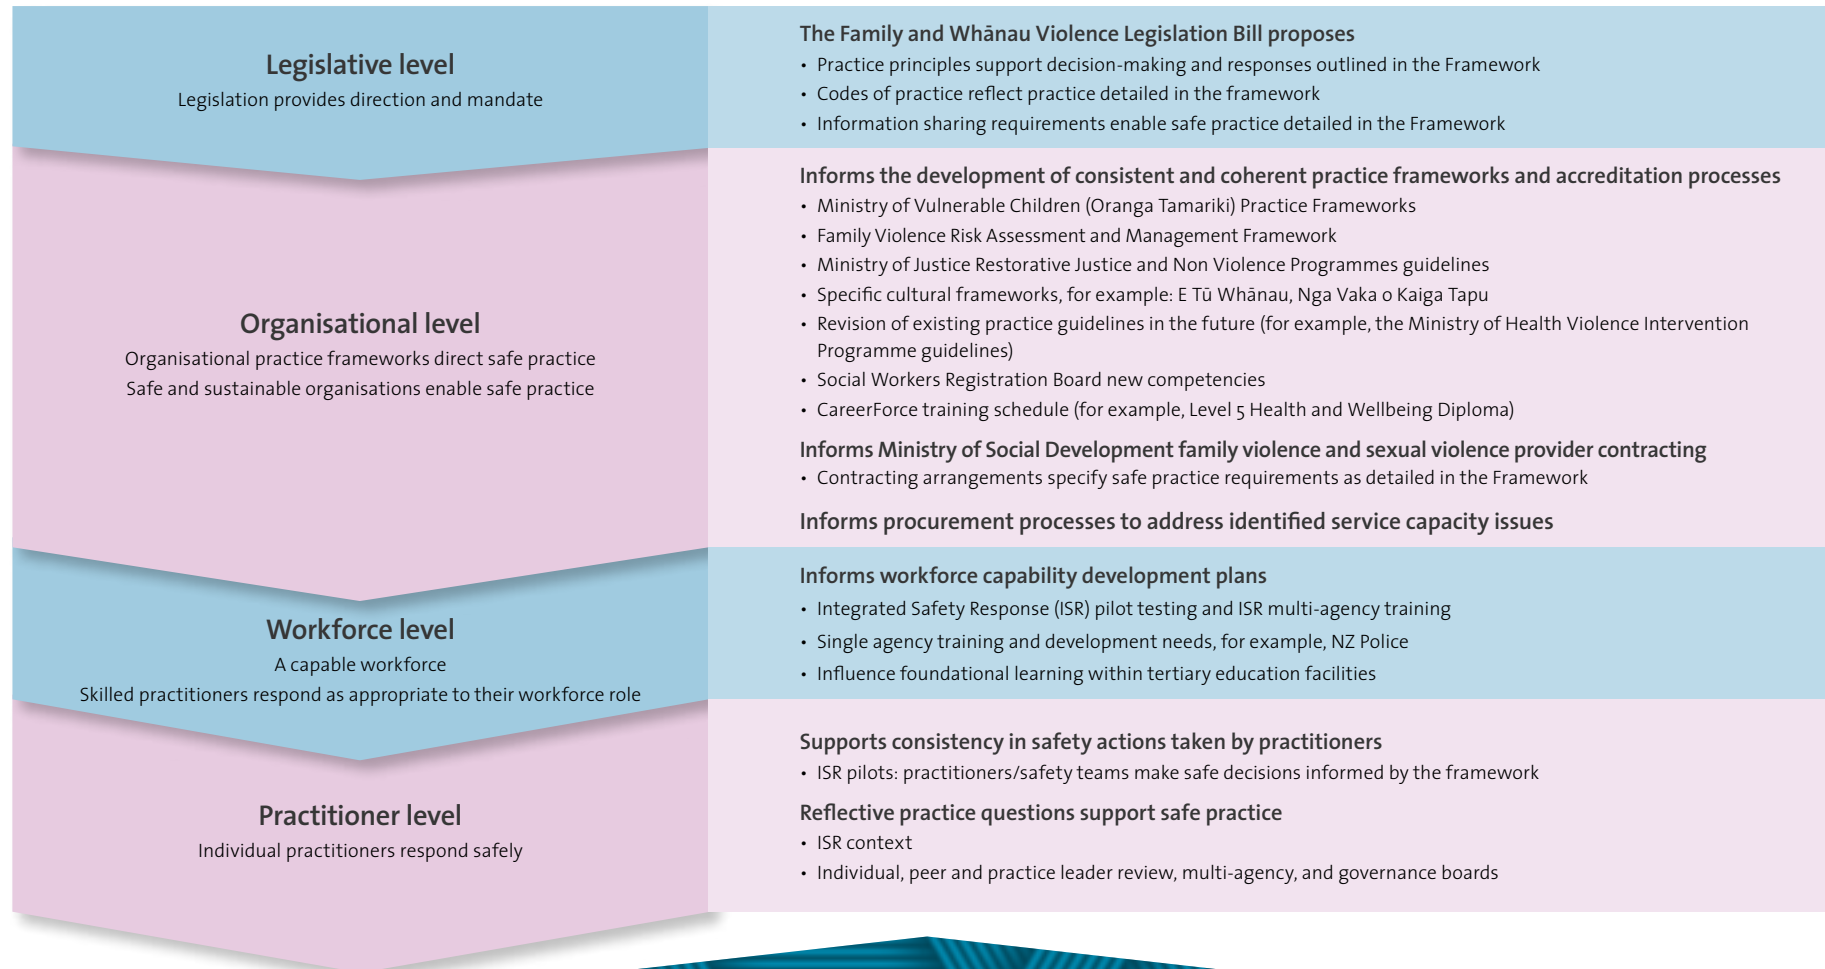 Legislative level
Legislation provides direction and mandate
The Family and Whānau Violence Legislation Bill proposes
• Practice principles support decision-making and responses outlined in the Framework
• Codes of practice reflect practice detailed in the framework
• Information sharing requirements enable safe practice detailed in the Framework
Organisational level
Organisational practice frameworks direct safe practice
Safe and sustainable organisations enable safe practice
Informs the development of consistent and coherent practice frameworks and accreditation processes
• Ministry of Vulnerable Children (Oranga Tamariki) Practice Frameworks
• Family Violence Risk Assessment and Management Framework
• Ministry of Justice Restorative Justice and Non Violence Programmes guidelines
• Specific cultural frameworks, for example: E Tū Whānau, Nga Vaka o Kaiga Tapu
• Revision of existing practice guidelines in the future (for example, the Ministry of Health Violence Intervention
Programme guidelines)
• Social Workers Registration Board new competencies
• CareerForce training schedule (for example, Level 5 Health and Wellbeing Diploma)
Informs Ministry of Social Development family violence and sexual violence provider contracting
• Contracting arrangements specify safe practice requirements as detailed in the Framework
Informs procurement processes to address identified service capacity issues
Workforce level
A capable workforce
Skilled practitioners respond as appropriate to their workforce role
Informs workforce capability development plans
• Integrated Safety Response (ISR) pilot testing and ISR multi-agency training
• Single agency training and development needs, for example, NZ Police
• Influence foundational learning within tertiary education facilities
Practitioner level
Individual practitioners respond safely
Supports consistency in safety actions taken by practitioners
• ISR pilots: practitioners/safety teams make safe decisions informed by the framework
Reflective practice questions support safe practice
• ISR context
• Individual, peer and practice leader review, multi-agency, and governance boards